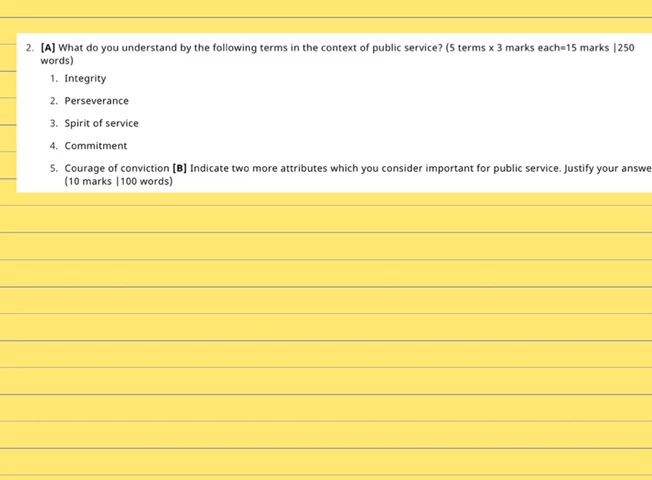 2. [A] What do you understand by the following terms in the context of public service? (5 terms x 3 marks each=15 marks |250
words)
1. Integrity
2. Perseverance
3. Spirit of service
4. Commitment
5. Courage of conviction [B] Indicate two more attributes which you consider important for public service. Justify your answe
(10 marks |100 words)